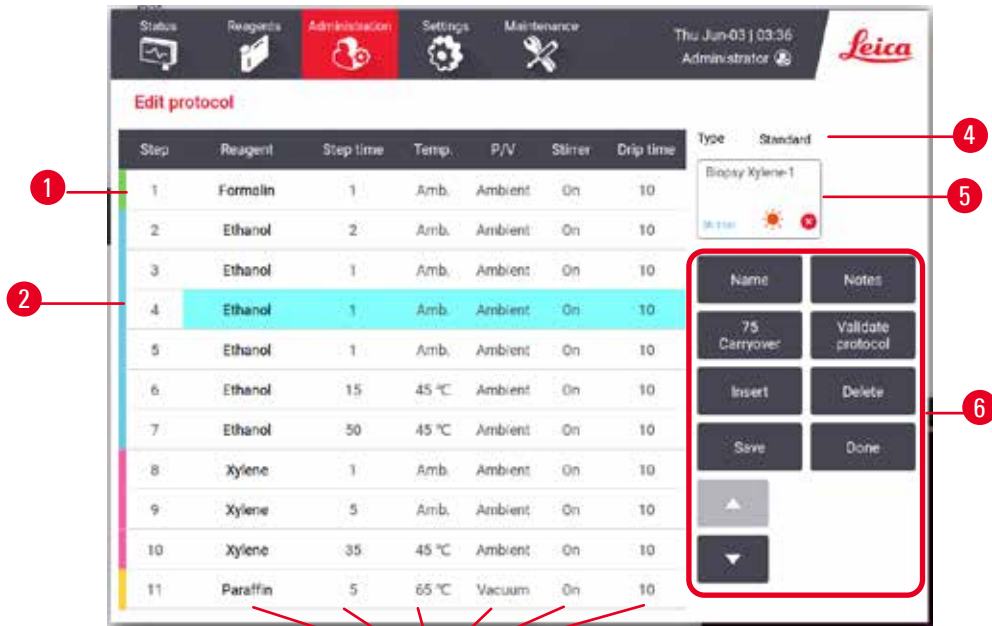 Status Reagents Administration Settings Maintenance
Thu Jun-03 | 03:36
Administrator
Leica
Edit protocol
Step Reagent Step time Temp. P/V Stirrer Drip time
Type Standard
4
1 1 Formalin 1 Amb. Ambient On 10
Biopsy Xylene-1
5
2 Ethanol 2 Amb. Ambient On 10
3 Ethanol 1 Amb. Ambient On 10
Name Notes
2 4 Ethanol 1 Amb. Ambient On 10
75 Validate
Carryover protocol
5 Ethanol 1 Amb. Ambient On 10
6 Ethanol 15 45 °C Ambient On 10
Insert Delete
6
7 Ethanol 50 45 °C Ambient On 10
Save Done
8 Xylene 1 Amb. Ambient On 10
9 Xylene 5 Amb. Ambient On 10
10 Xylene 35 45 °C Ambient On 10
11 Paraffin 5 65 °C Vacuum On 10